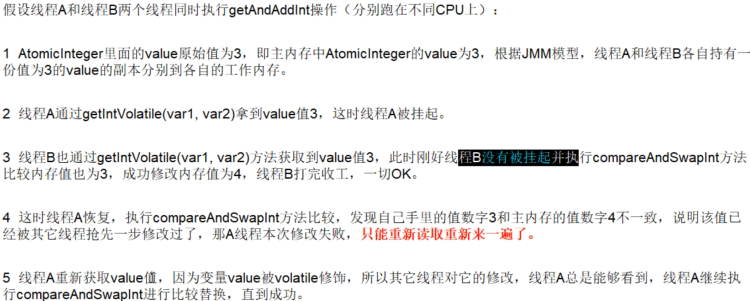 假设线程A和线程B两个线程同时执行getAndAddInt操作（分别跑在不同CPU上）：
1 AtomicInteger里面的value原始值为3，即主内存中AtomicInteger的value为3，根据JMM模型，线程A和线程B各自持有一
份值为3的value的副本分别到各自的工作内存。
2 线程A通过getIntVolatile(var1, var2)拿到value值3，这时线程A被挂起。
3 线程B也通过getIntVolatile(var1, var2)方法获取到value值3，此时刚好线程B没有被挂起并执行compareAndSwapInt方法
比较内存值也为3，成功修改内存值为4，线程B打完收工，一切OK。
4 这时线程A恢复，执行compareAndSwapInt方法比较，发现自己手里的值数字3和主内存的值数字4不一致，说明该值已
经被其它线程抢先一步修改过了，那A线程本次修改失败，只能重新读取重新来一遍了。
5 线程A重新获取value值，因为变量value被volatile修饰，所以其它线程对它的修改，线程A总是能够看到，线程A继续执
行compareAndSwapInt进行比较替换，直到成功。